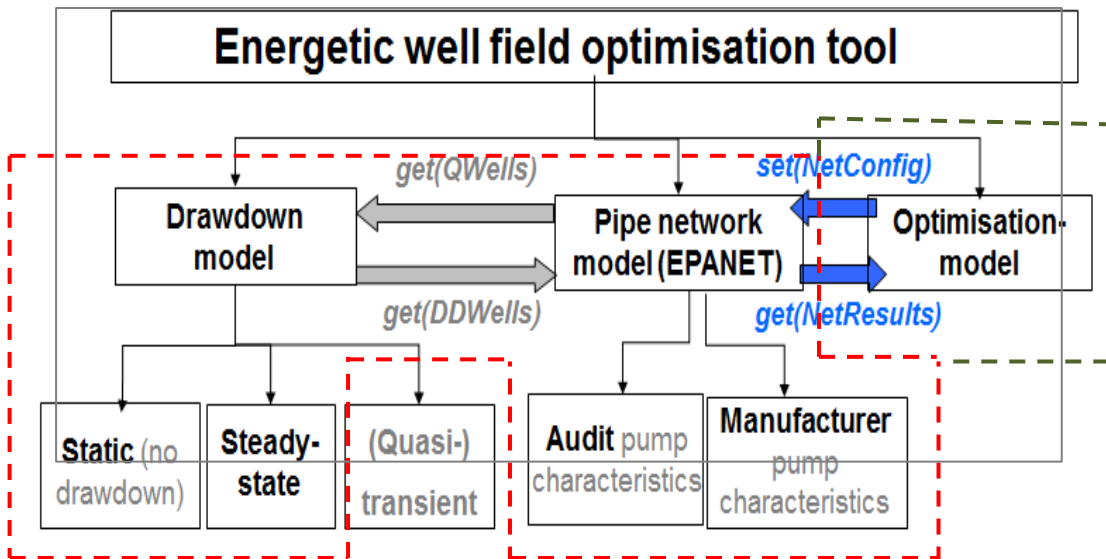 Energetic well field optimisation tool
get(QWells)
set(NetConfig)
Drawdown
model
Pipe network
model (EPANET)
Optimisation-
model
get(DDWells)
get(NetResults)
Static (no
drawdown)
Steady-
state
(Quasi-)
transient
Audit pump
characteristics
Manufacturer
pump
characteristics